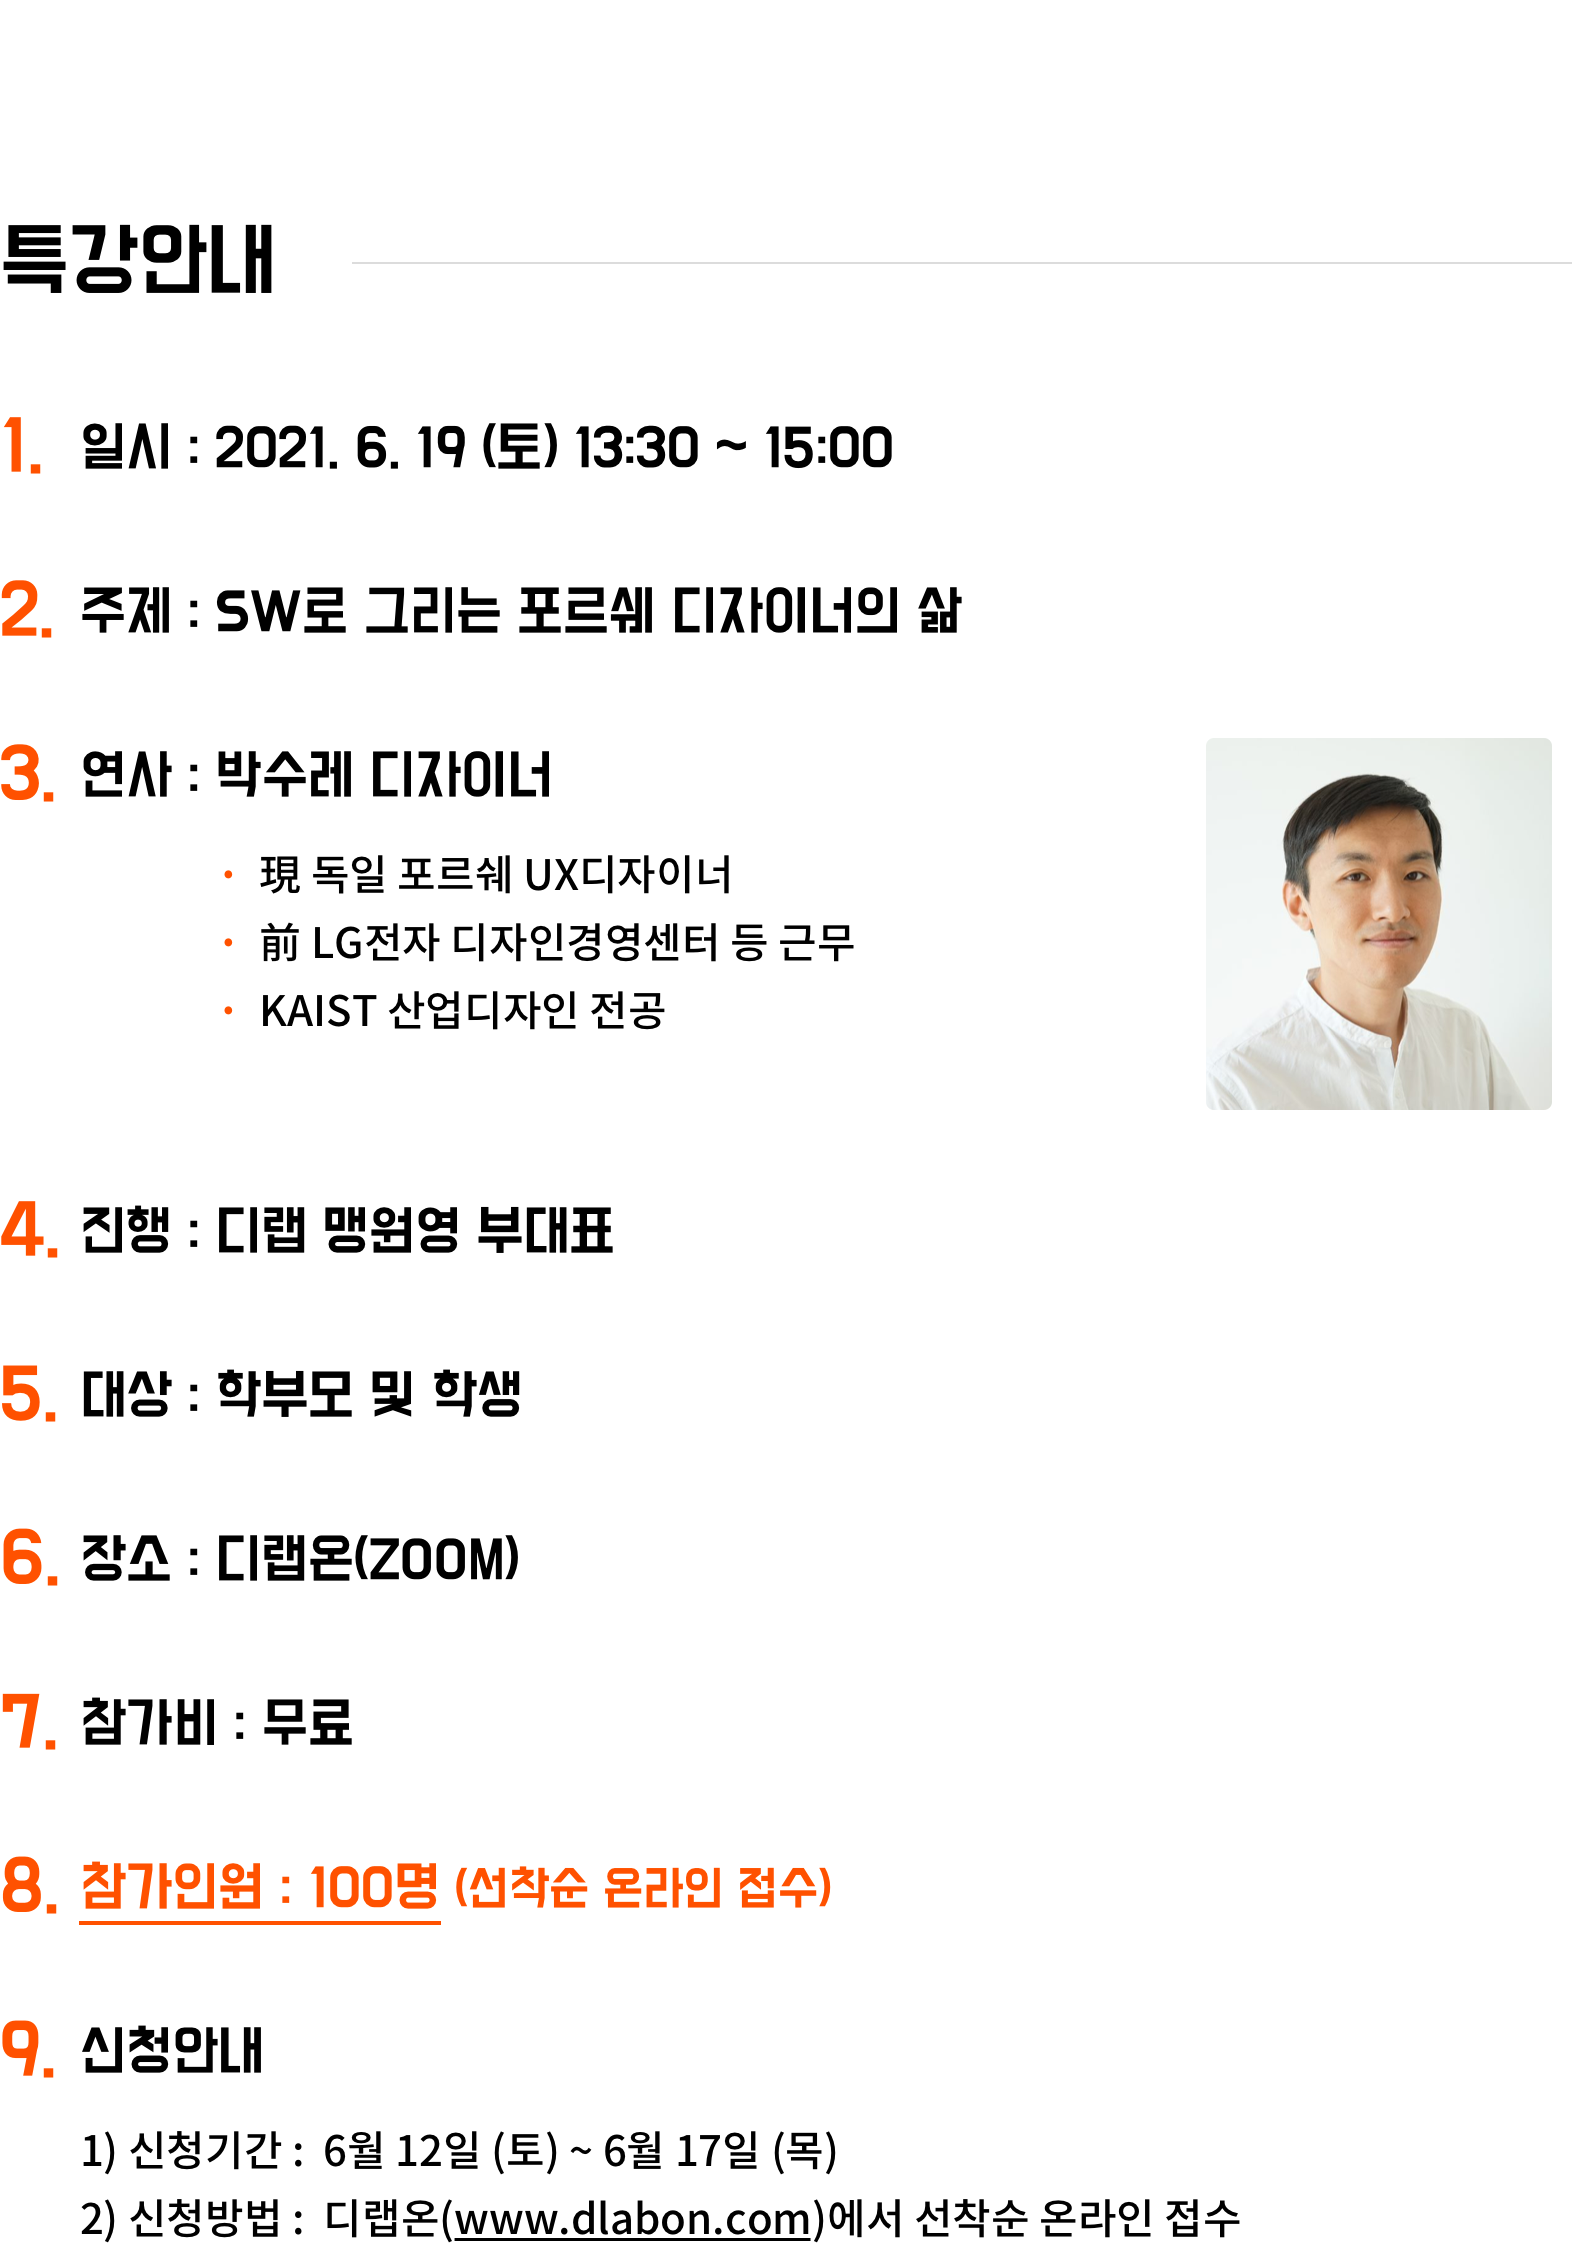 특강안내
1. 일시 : 2021. 6. 19 (토) 13:30 ~ 15:00
2. 주제 : SW로 그리는 포르쉐 디자이너의 삶
3. 연사 : 박수레 디자이너
· 現 독일 포르쉐 UX디자이너
· 前 LG전자 디자인경영센터 등 근무
· KAIST 산업디자인 전공
4. 진행 : 디랩 맹원영 부대표
5. 대상 : 학부모 및 학생
6. 장소 : 디랩온(ZOOM)
7. 참가비 : 무료
8. 참가인원 : 100명 (선착순 온라인 접수)
9. 신청안내
1) 신청기간 : 6월 12일 (토) ~ 6월 17일 (목)
2) 신청방법 : 디랩온(www.dlabon.com)에서 선착순 온라인 접수